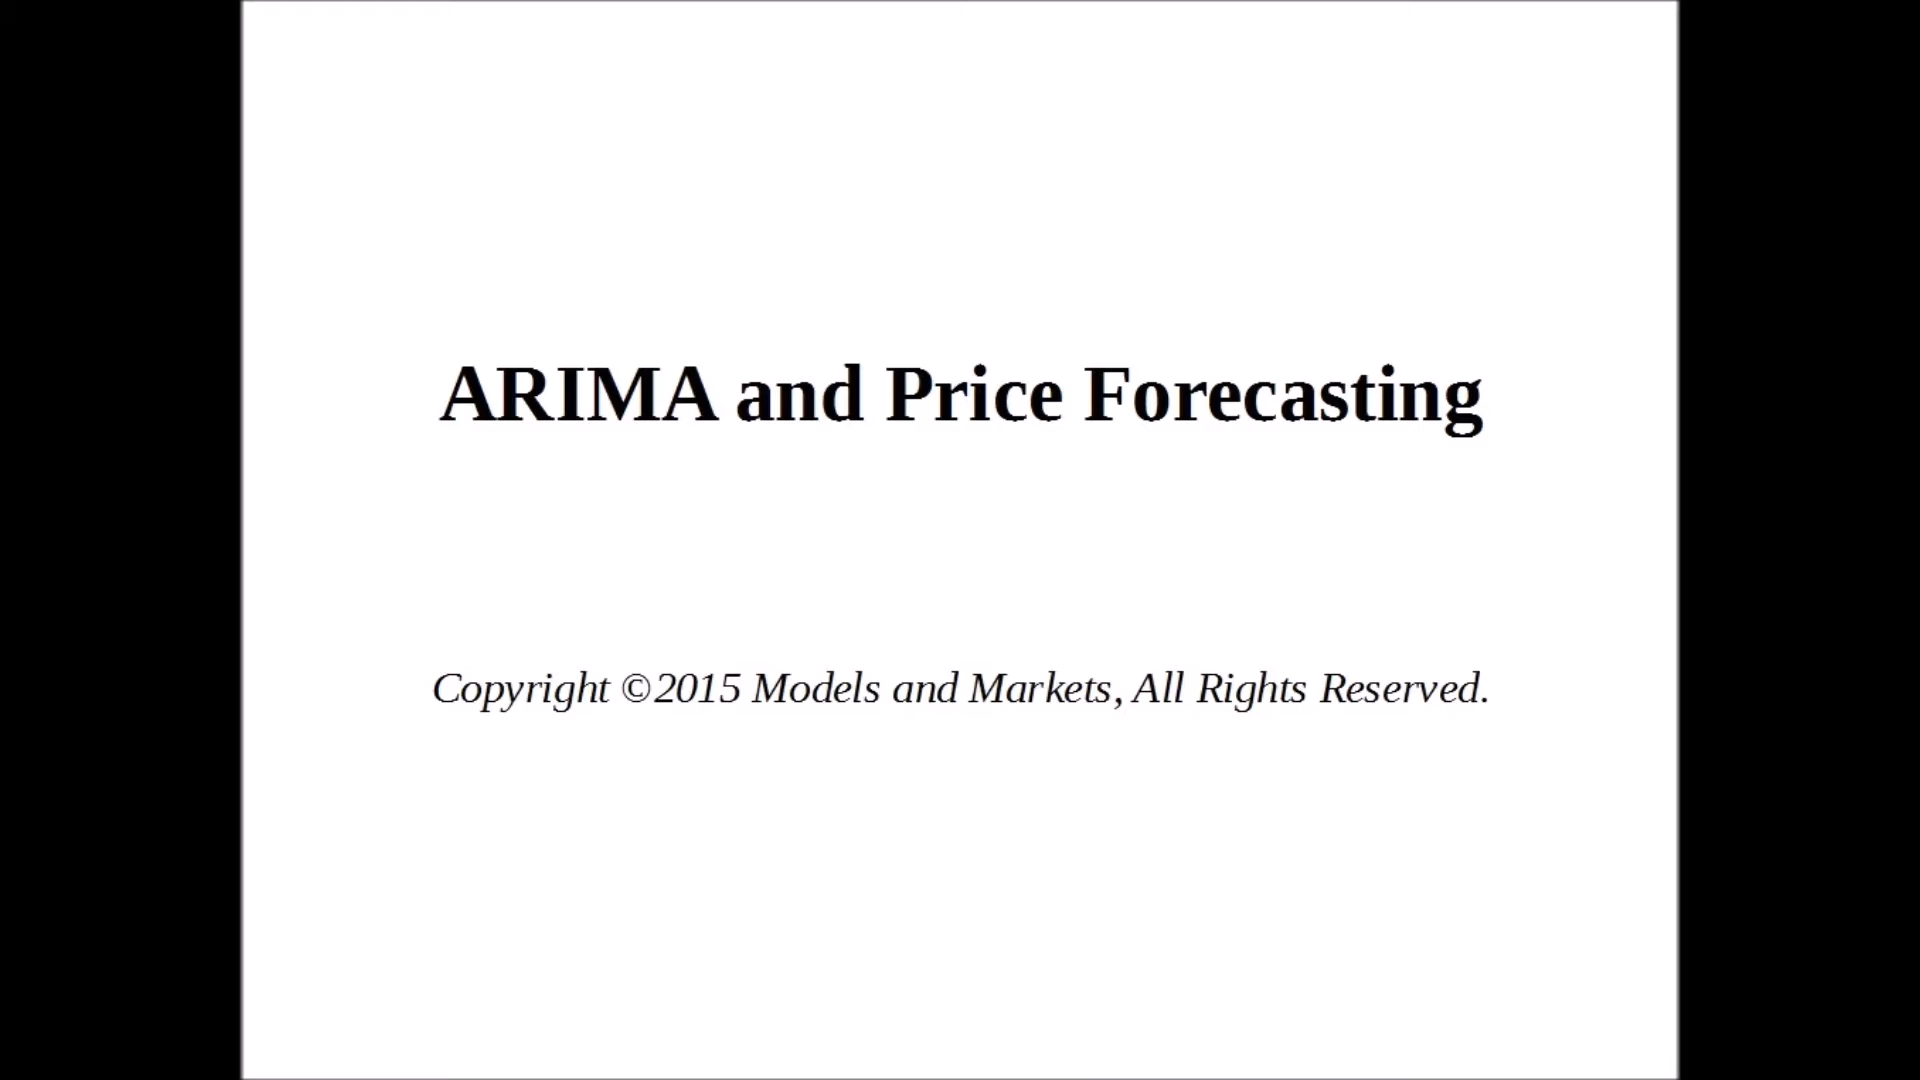 ARIMA and Price Forecasting
Copyright ©2015 Models and Markets, All Rights Reserved.